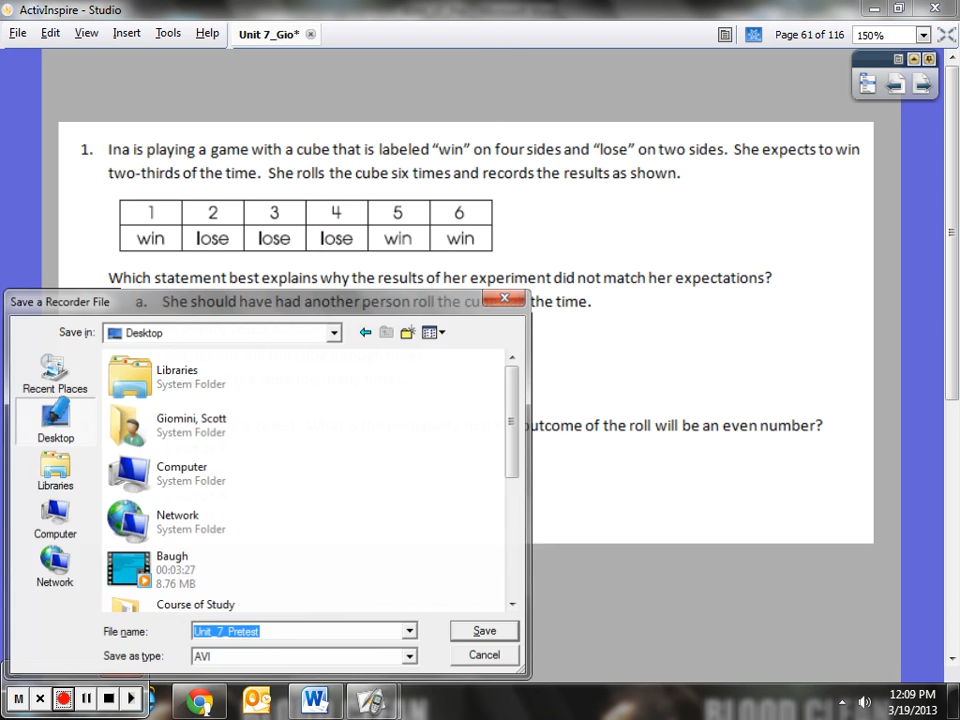 ActivInspire - Studio
File Edit View Insert Tools Help Unit 7_Gio* Page 61 of 116 150%
1. Ina is playing a game with a cube that is labeled “win” on four sides and “lose” on two sides. She expects to win
two-thirds of the time. She rolls the cube six times and records the results as shown.
1 2 3 4 5 6
win lose lose lose win win
Which statement best explains why the results of her experiment did not match her expectations?
a. She should have had another person roll the cu the time.
outcome of the roll will be an even number?
Save a Recorder File
Save in: Desktop
Recent Places
Desktop
Libraries
Computer
Network
Libraries
System Folder
Giomini, Scott
System Folder
Computer
System Folder
Network
System Folder
Baugh
00:03:27
8.76 MB
Course of Study
File name: Unit_7_Pretest Save
Save as type: AVI Cancel
M
12:09 PM
3/19/2013